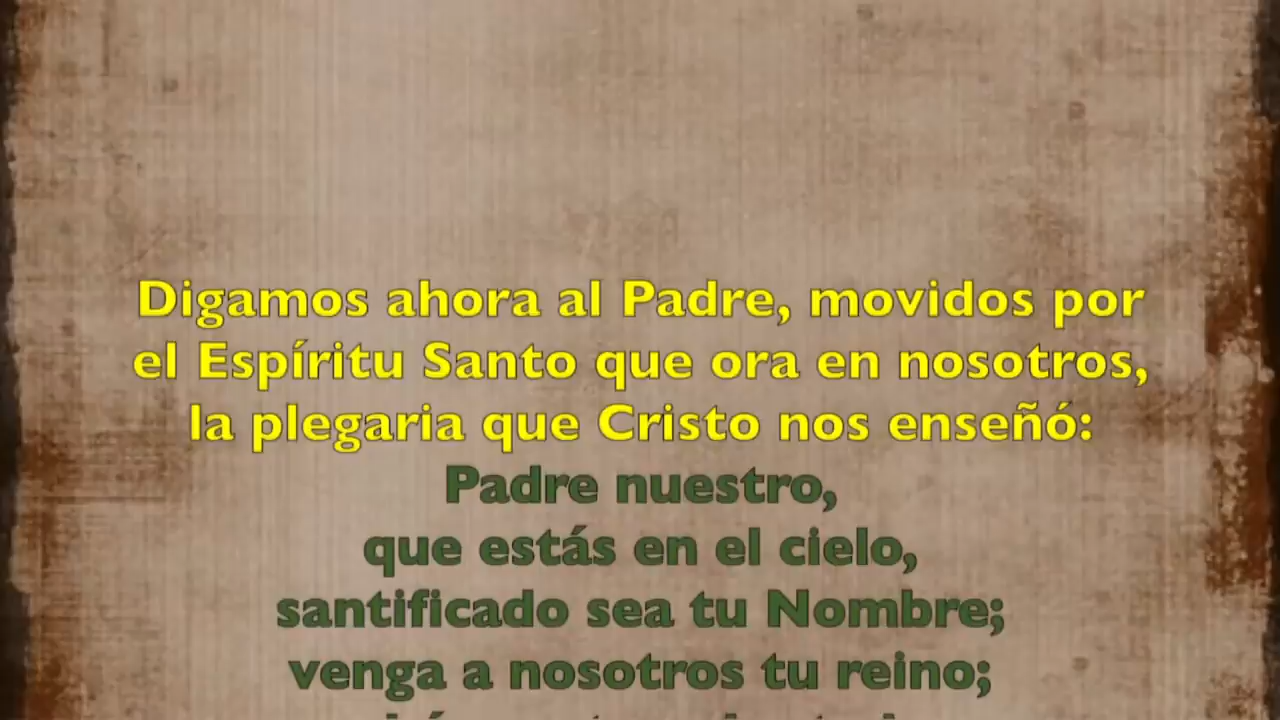 Digamos ahora al Padre, movidos por
el Espíritu Santo que ora en nosotros,
la plegaria que Cristo nos enseñó:
Padre nuestro,
que estás en el cielo,
santificado sea tu Nombre;
venga a nosotros tu reino;